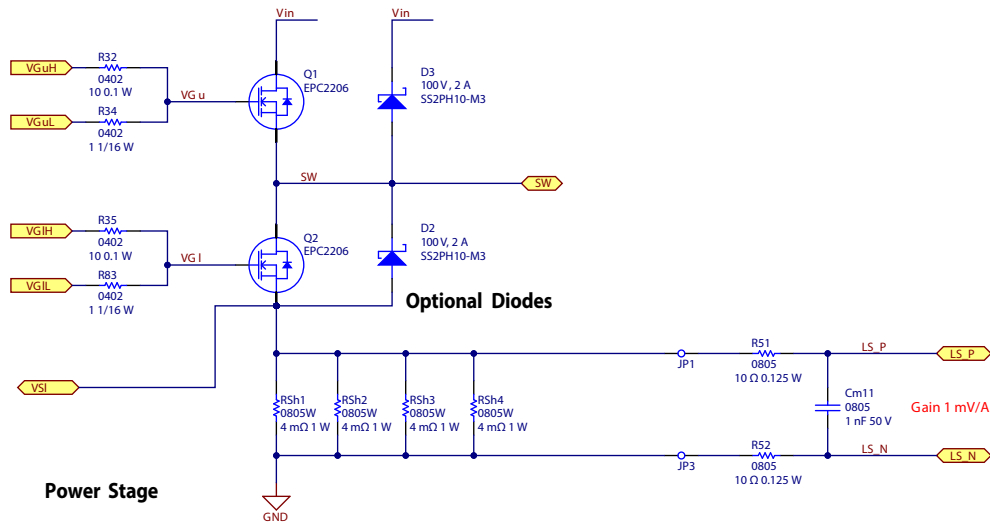 Vin
Vin
VGuH
R32
0402
10 0.1 W
VGuL
R34
0402
1 1/16 W
VGu
Q1
EPC2206
D3
100 V, 2 A
SS2PH10-M3
SW
SW
VGlH
R35
0402
10 0.1 W
VGlL
R83
0402
1 1/16 W
VGl
Q2
EPC2206
D2
100 V, 2 A
SS2PH10-M3
Optional Diodes
VSl
RSh1
0805W
4 mΩ 1 W
RSh2
0805W
4 mΩ 1 W
RSh3
0805W
4 mΩ 1 W
RSh4
0805W
4 mΩ 1 W
JP1
R51
0805
10 Ω 0.125 W
LS_P
LS_P
Cm11
0805
1 nF 50 V
Gain 1 mV/A
JP3
R52
0805
10 Ω 0.125 W
LS_N
LS_N
Power Stage
GND